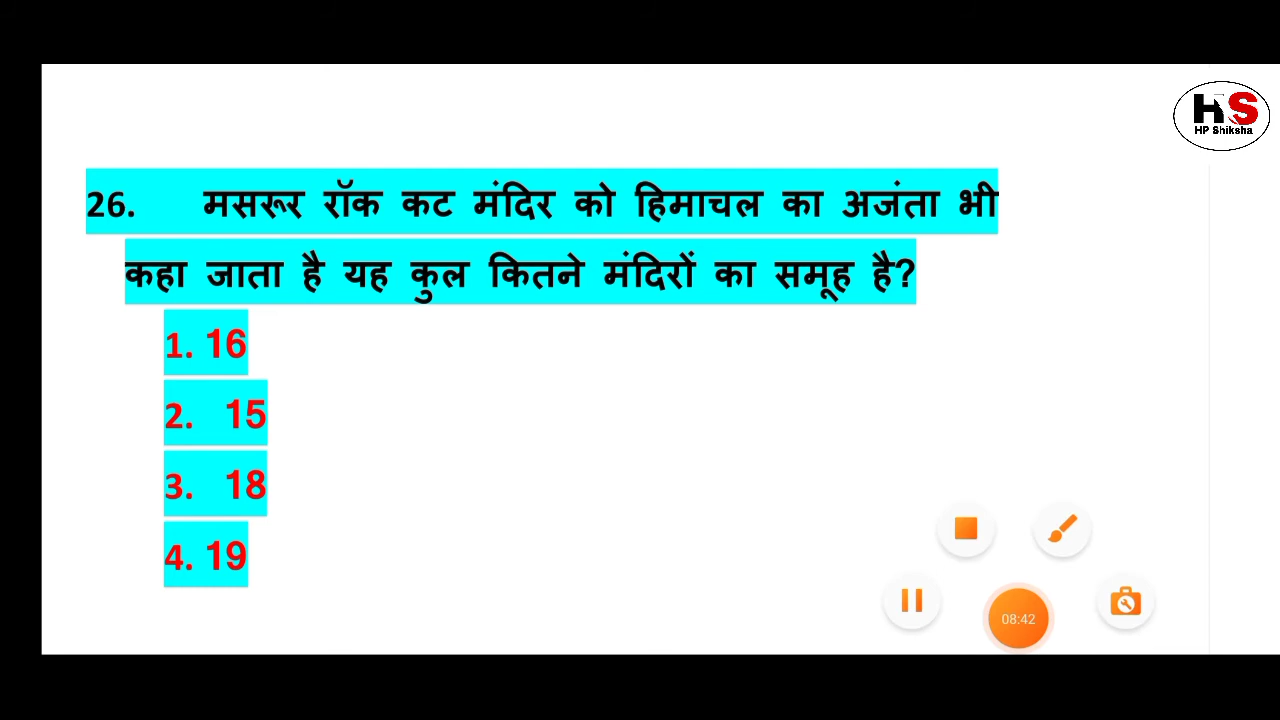 HS
HP Shiksha
26. मसरूर रॉक कट मंदिर को हिमाचल का अजंता भी
कहा जाता है यह कुल कितने मंदिरों का समूह है?
1. 16
2. 15
3. 18
4. 19
08:42